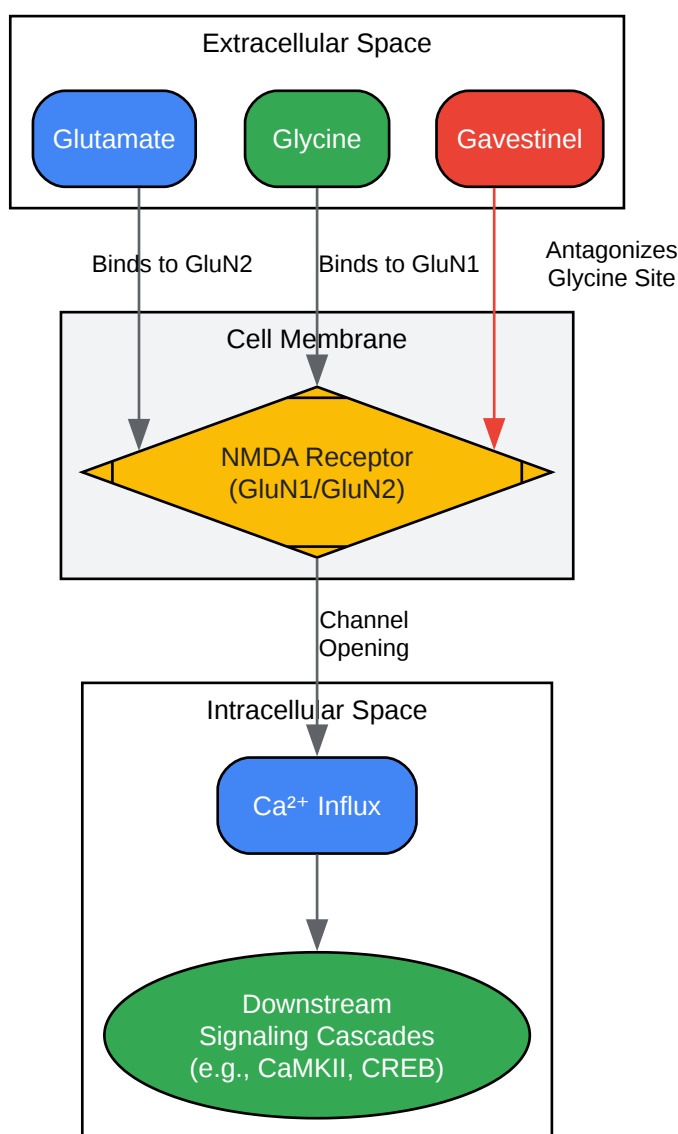 Extracellular Space
Glutamate
Glycine
Gavestinel
Binds to GluN2
Binds to GluN1
Antagonizes
Glycine Site
Cell Membrane
NMDA Receptor
(GluN1/GluN2)
Channel
Opening
Intracellular Space
Ca²⁺ Influx
Downstream
Signaling Cascades
(e.g., CaMKII, CREB)